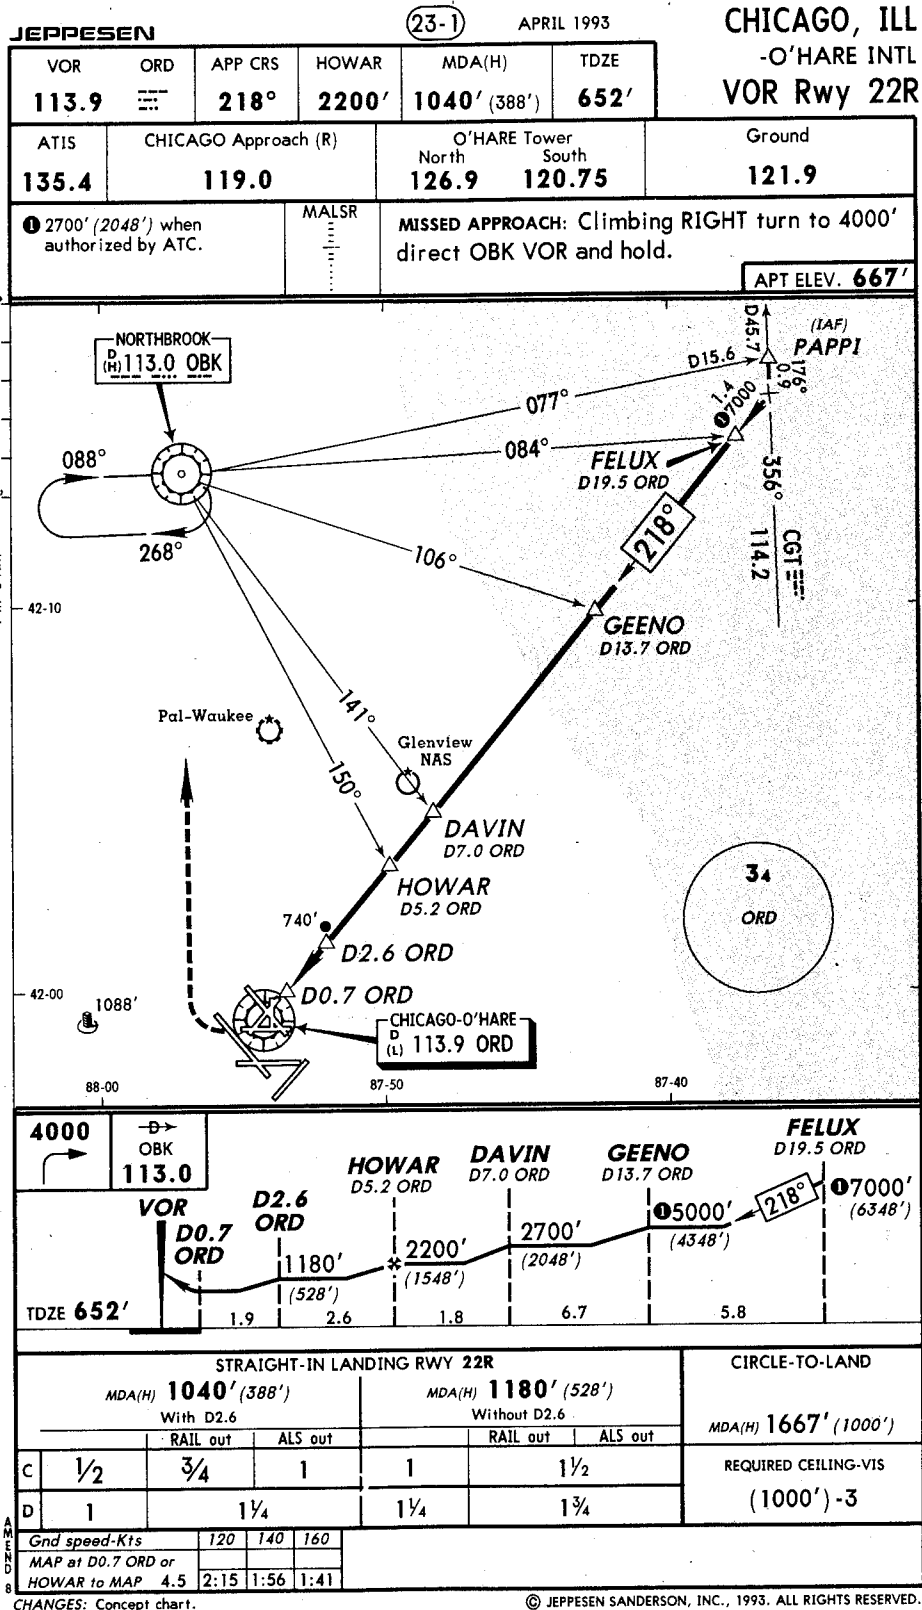 JEPPESEN
23-1
APRIL 1993
CHICAGO, ILL
-O'HARE INTL
VOR Rwy 22R
VOR ORD APP CRS HOWAR MDA(H) TDZE
113.9 218° 2200' 1040' (388') 652'
ATIS CHICAGO Approach (R) O'HARE Tower Ground
North South
135.4 119.0 126.9 120.75 121.9
❶ 2700' (2048') when
authorized by ATC.
MALSR
MISSED APPROACH: Climbing RIGHT turn to 4000'
direct OBK VOR and hold.
APT ELEV. 667'
NORTHBROOK
D
(H) 113.0 OBK
D45.7
(IAF)
PAPPI
D15.6
176°
0.9
1.4
❶7000
077°
084°
088°
268°
FELUX
D19.5 ORD
356°
218°
CGT
114.2
106°
42-10
GEENO
D13.7 ORD
141°
150°
Pal-Waukee
Glenview
NAS
DAVIN
D7.0 ORD
HOWAR
D5.2 ORD
34
ORD
740'
D2.6 ORD
42-00
D0.7 ORD
1088'
CHICAGO-O'HARE
D
(L) 113.9 ORD
88-00
87-50
87-40
4000
D
OBK
113.0
FELUX
D19.5 ORD
HOWAR
D5.2 ORD
DAVIN
D7.0 ORD
GEENO
D13.7 ORD
VOR
D0.7
ORD
D2.6
ORD
218°
❶7000'
(6348')
❶5000'
(4348')
2700'
(2048')
2200'
(1548')
1180'
(528')
TDZE 652'
1.9 2.6 1.8 6.7 5.8
STRAIGHT-IN LANDING RWY 22R
CIRCLE-TO-LAND
MDA(H) 1040' (388')
With D2.6
MDA(H) 1180' (528')
Without D2.6
MDA(H) 1667' (1000')
RAIL out ALS out RAIL out ALS out
C 1/2 3/4 1 1 1 1/2
REQUIRED CEILING-VIS
(1000') -3
D 1 1 1/4 1 1/4 1 3/4
AMEND 8
Gnd speed-Kts 120 140 160
MAP at D0.7 ORD or
HOWAR to MAP 4.5 2:15 1:56 1:41
CHANGES: Concept chart.
© JEPPESEN SANDERSON, INC., 1993. ALL RIGHTS RESERVED.